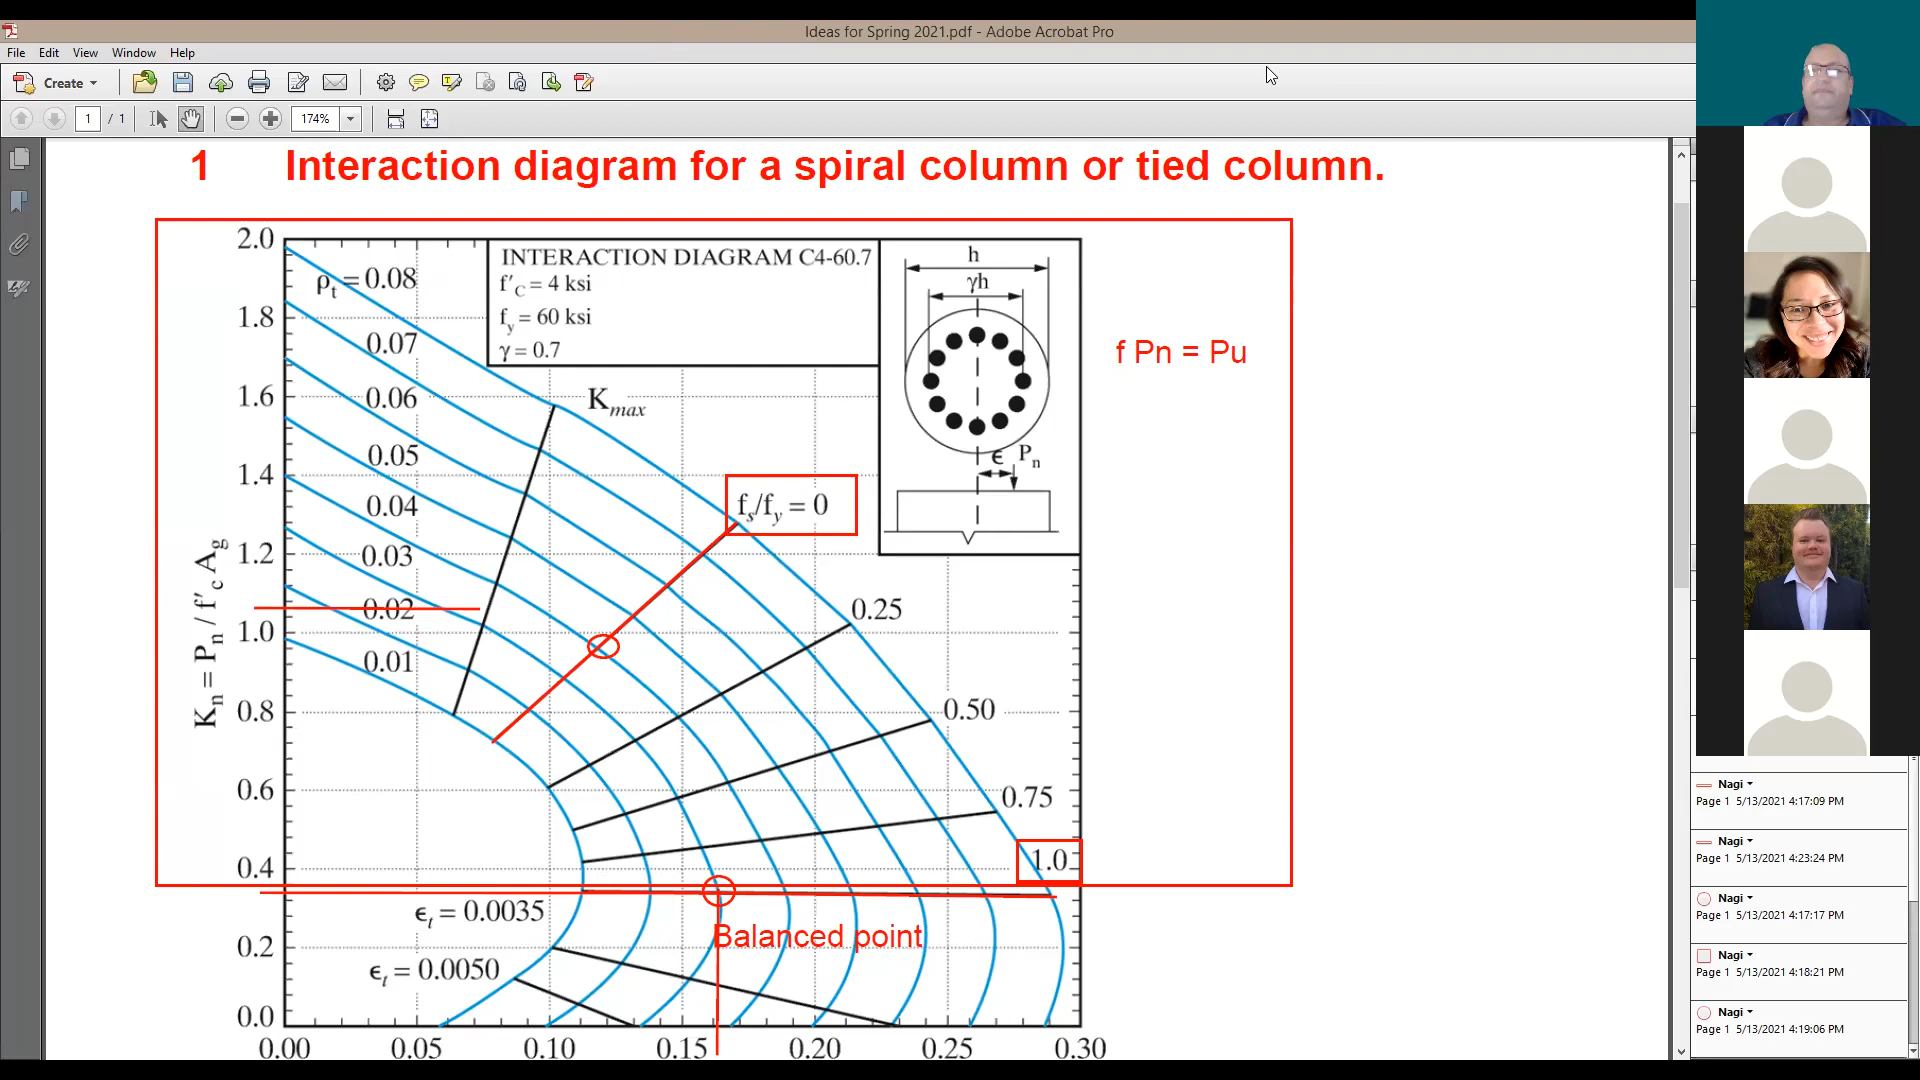 Ideas for Spring 2021.pdf - Adobe Acrobat Pro
File Edit View Window Help
Create
1 / 1 174%
1 Interaction diagram for a spiral column or tied column.
INTERACTION DIAGRAM C4-60.7
f′C = 4 ksi
fy = 60 ksi
γ = 0.7
h
γh
ϵ Pn
f Pn = Pu
Kn = Pn / f′c Ag
2.0
1.8
1.6
1.4
1.2
1.0
0.8
0.6
0.4
0.2
0.0
ρt = 0.08
0.07
0.06
0.05
0.04
0.03
0.02
0.01
Kmax
fs/fy = 0
0.25
0.50
0.75
1.0
ϵt = 0.0035
ϵt = 0.0050
Balanced point
0.00 0.05 0.10 0.15 0.20 0.25 0.30
Nagi
Page 1 5/13/2021 4:17:09 PM
Nagi
Page 1 5/13/2021 4:23:24 PM
Nagi
Page 1 5/13/2021 4:17:17 PM
Nagi
Page 1 5/13/2021 4:18:21 PM
Nagi
Page 1 5/13/2021 4:19:06 PM